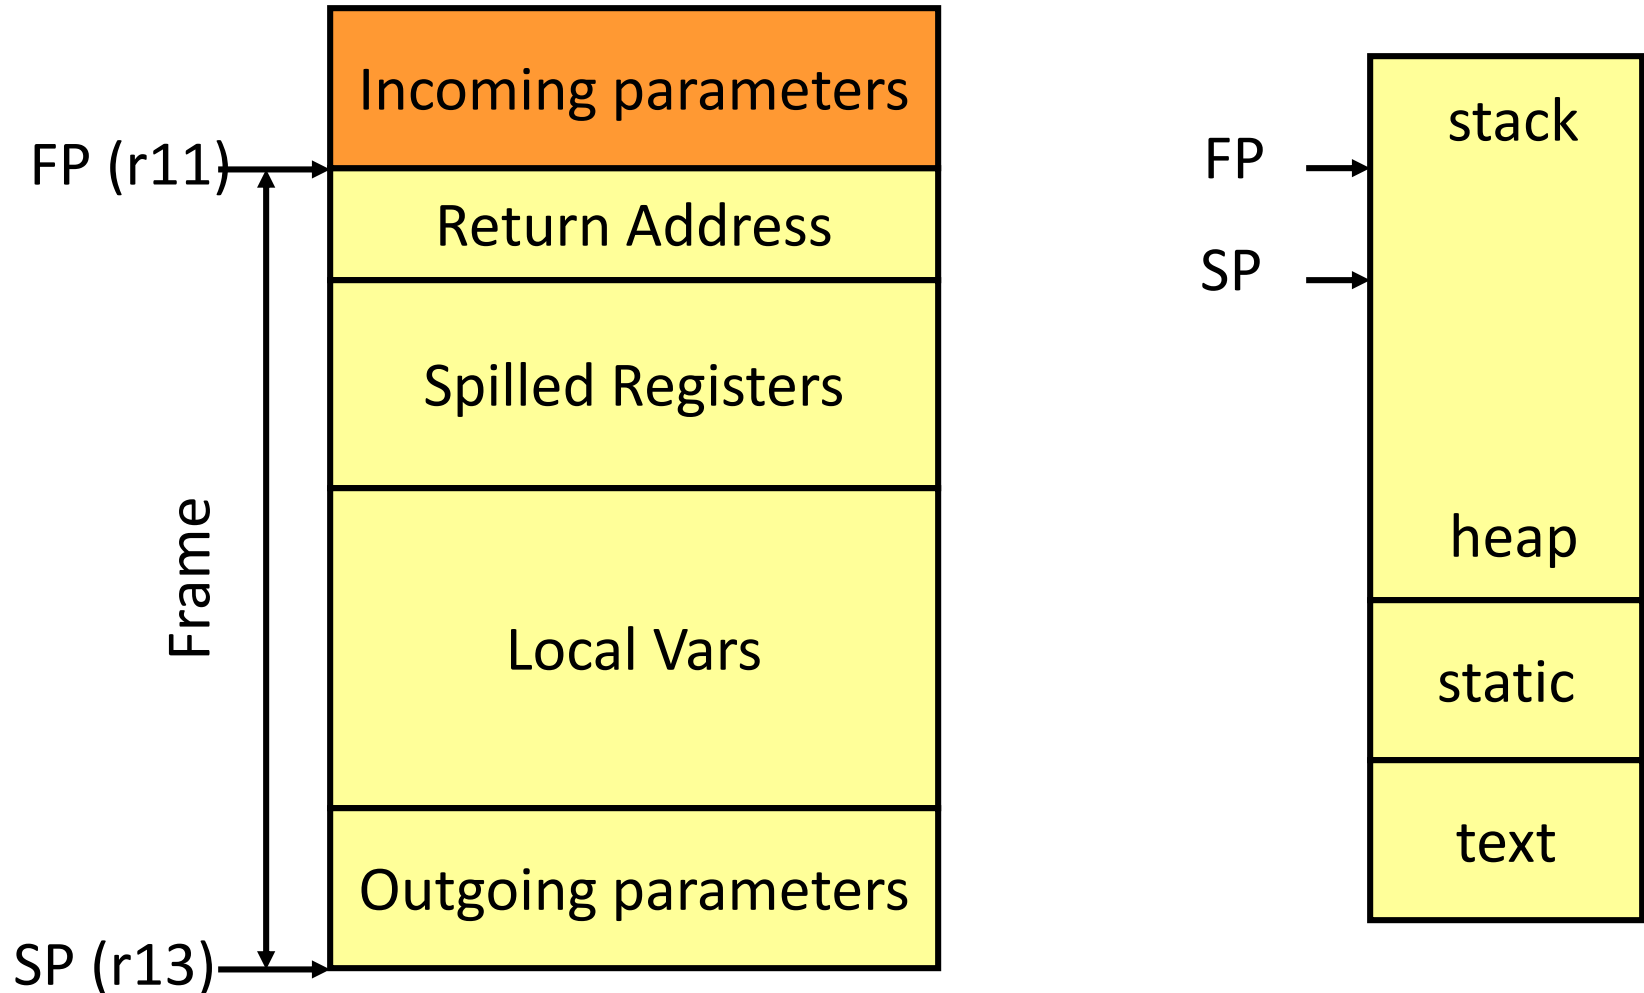 Incoming parameters
FP (r11)
Return Address
Spilled Registers
Frame
Local Vars
Outgoing parameters
SP (r13)
stack
FP
SP
heap
static
text